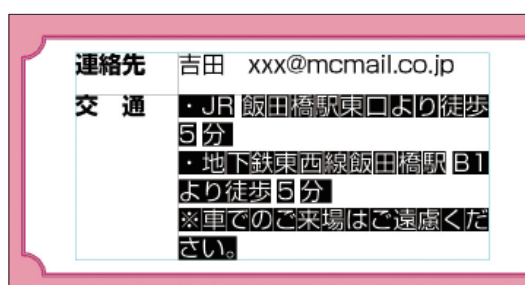 連絡先 吉田 xxx@mcmail.co.jp
交 通 ・JR 飯田橋駅東口より徒歩
5 分
・地下鉄東西線飯田橋駅 B1
より徒歩 5 分
※車でのご来場はご遠慮くだ
さい。